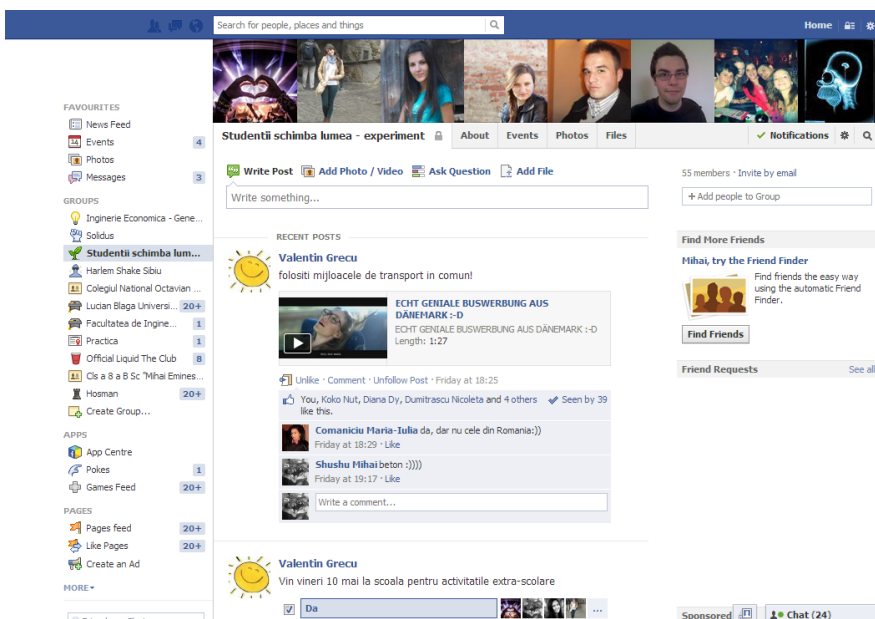 Search for people, places and things
Home
Studentii schimba lumea - experiment
About
Events
Photos
Files
Notifications
FAVOURITES
News Feed
Events 4
Photos
Messages 3
GROUPS
Inginerie Economica - Gene...
Solidus
Studentii schimba lum...
Harlem Shake Sibiu
Colegiul National Octavian ...
Lucian Blaga Universi... 20+
Facultatea de Ingine... 1
Practica 1
Official Liquid The Club 8
Cls a 8 a B Sc "Mihai Emines...
Hosman 20+
Create Group...
APPS
App Centre
Pokes 1
Games Feed 20+
PAGES
Pages feed 20+
Like Pages 20+
Create an Ad
MORE
Write Post
Add Photo / Video
Ask Question
Add File
Write something...
RECENT POSTS
Valentin Grecu
folositi mijloacele de transport in comun!
ECHT GENIALE BUSWERBUNG AUS
DÄNEMARK :-D
ECHT GENIALE BUSWERBUNG AUS DÄNEMARK :-D
Length: 1:27
Unlike · Comment · Unfollow Post · Friday at 18:25
You, Koko Nut, Diana Dy, Dumitrascu Nicoleta and 4 others
like this.
Seen by 39
Comaniciu Maria-Iulia da, dar nu cele din Romania:))
Friday at 18:29 · Like
Shushu Mihai beton :))))
Friday at 19:17 · Like
Write a comment...
Valentin Grecu
Vin vineri 10 mai la scoala pentru activitatile extra-scolare
Da
...
55 members · Invite by email
+ Add people to Group
Find More Friends
Mihai, try the Friend Finder
Find friends the easy way
using the automatic Friend
Finder.
Find Friends
Friend Requests
See all
Sponsored
Chat (24)